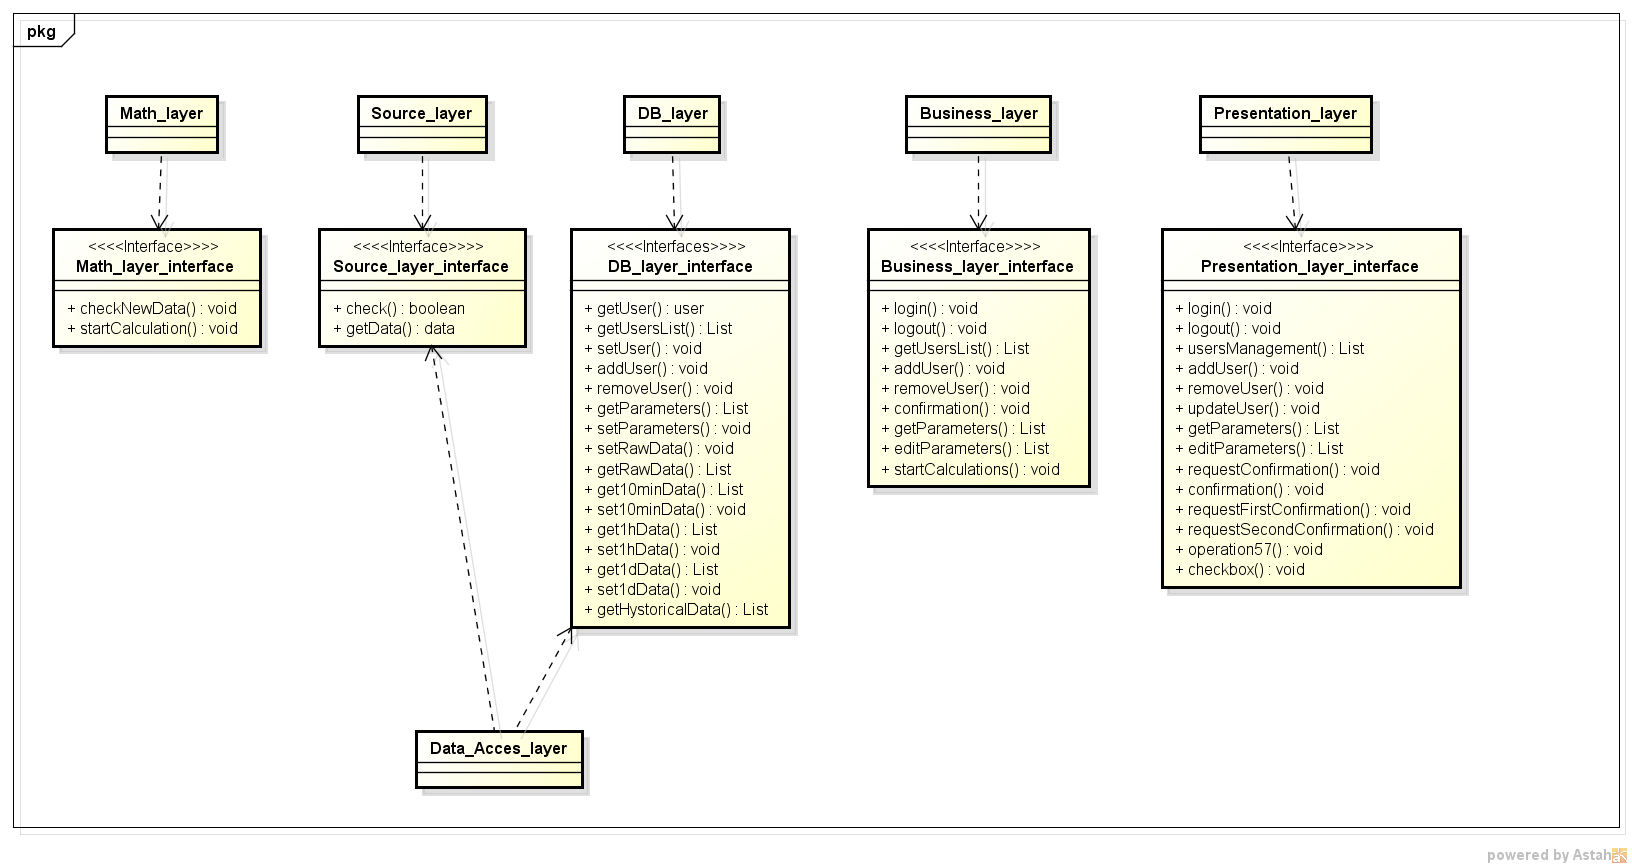 pkg
Math_layer
Source_layer
DB_layer
Business_layer
Presentation_layer
<<<<Interface>>>>
Math_layer_interface
+ checkNewData() : void
+ startCalculation() : void
<<<<Interface>>>>
Source_layer_interface
+ check() : boolean
+ getData() : data
<<<<Interfaces>>>>
DB_layer_interface
+ getUser() : user
+ getUsersList() : List
+ setUser() : void
+ addUser() : void
+ removeUser() : void
+ getParameters() : List
+ setParameters() : void
+ setRawData() : void
+ getRawData() : List
+ get10minData() : List
+ set10minData() : void
+ get1hData() : List
+ set1hData() : void
+ get1dData() : List
+ set1dData() : void
+ getHystoricalData() : List
<<<<Interface>>>>
Business_layer_interface
+ login() : void
+ logout() : void
+ getUsersList() : List
+ addUser() : void
+ removeUser() : void
+ confirmation() : void
+ getParameters() : List
+ editParameters() : List
+ startCalculations() : void
<<<<Interface>>>>
Presentation_layer_interface
+ login() : void
+ logout() : void
+ usersManagement() : List
+ addUser() : void
+ removeUser() : void
+ updateUser() : void
+ getParameters() : List
+ editParameters() : List
+ requestConfirmation() : void
+ confirmation() : void
+ requestFirstConfirmation() : void
+ requestSecondConfirmation() : void
+ operation57() : void
+ checkbox() : void
Data_Acces_layer
powered by Astah